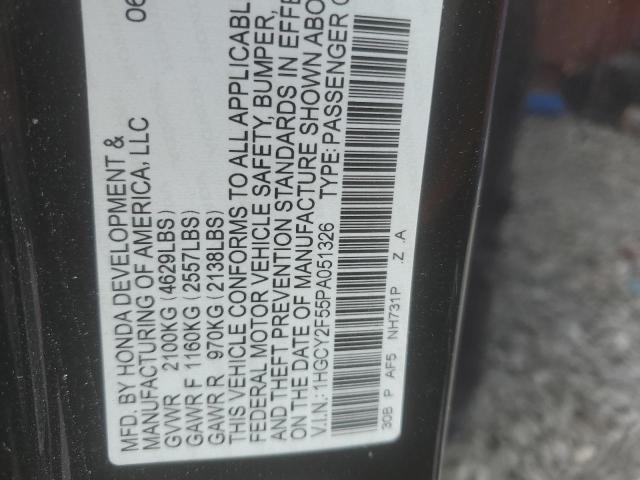 06
MFD. BY HONDA DEVELOPMENT &
MANUFACTURING OF AMERICA, LLC
GVWR 2100KG (4629LBS)
GAWR F 1160KG (2557LBS)
GAWR R 970KG (2138LBS)
THIS VEHICLE CONFORMS TO ALL APPLICABL
FEDERAL MOTOR VEHICLE SAFETY, BUMPER,
AND THEFT PREVENTION STANDARDS IN EFFE
ON THE DATE OF MANUFACTURE SHOWN ABO
V.I.N.: 1HGCY2F55PA051326 TYPE: PASSENGER C
30B P AF5 NH731P .Z .A